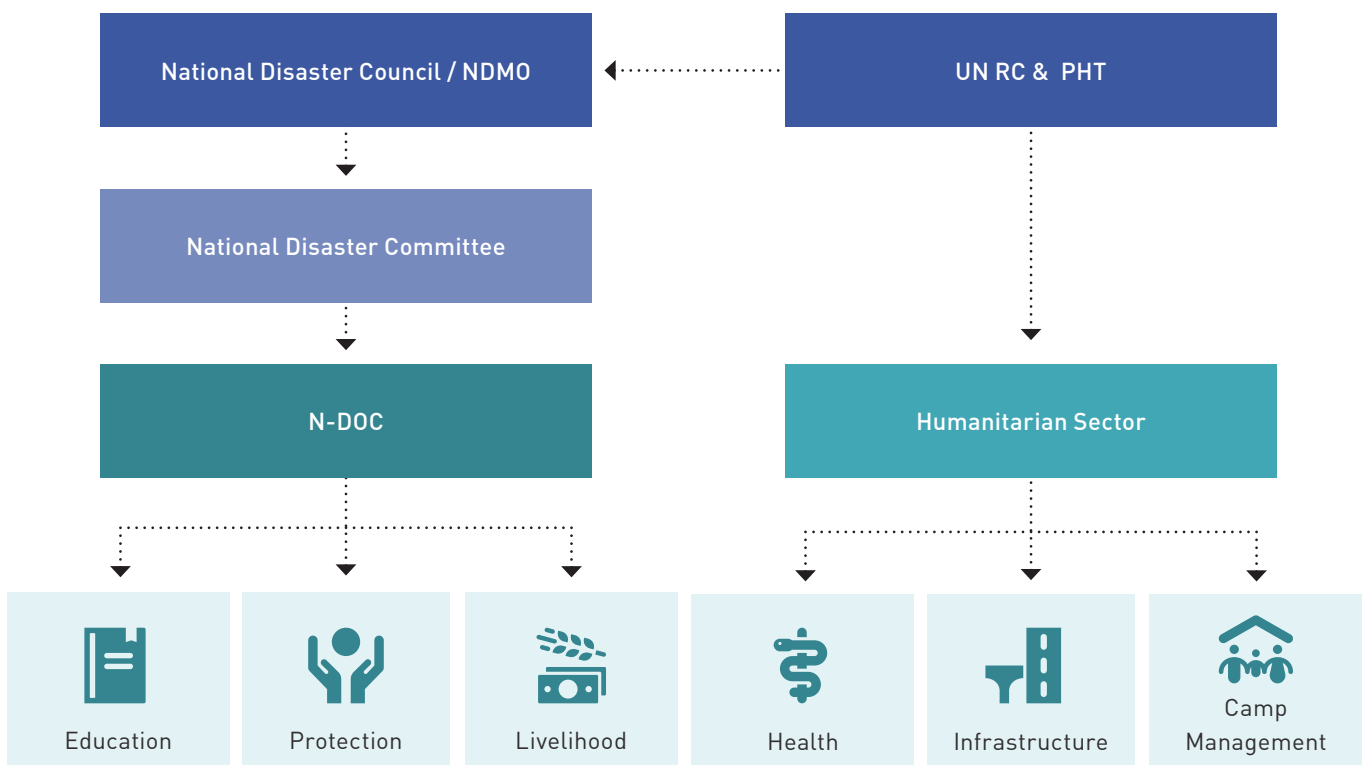 National Disaster Council / NDMO
UN RC & PHT
National Disaster Committee
N-DOC
Humanitarian Sector
Education
Protection
Livelihood
Health
Infrastructure
Camp
Management